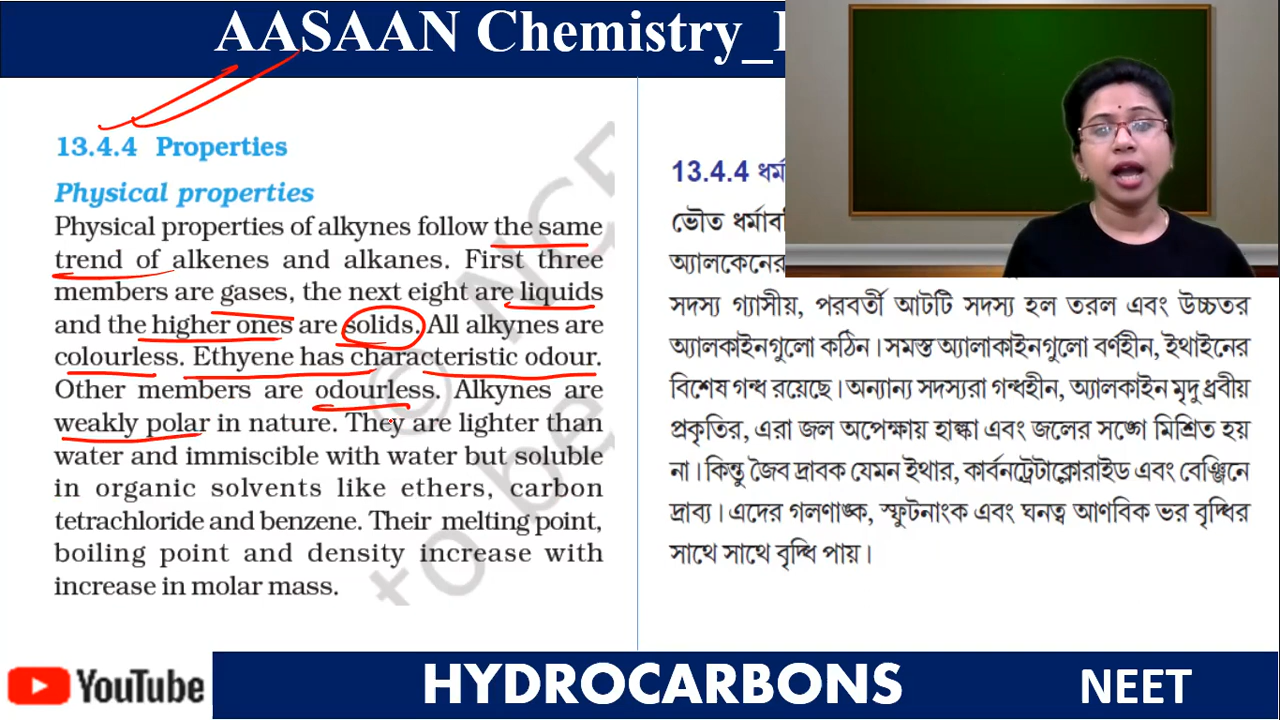 AASAAN Chemistry_
13.4.4 Properties
Physical properties
Physical properties of alkynes follow the same
trend of alkenes and alkanes. First three
members are gases, the next eight are liquids
and the higher ones are solids. All alkynes are
colourless. Ethyene has characteristic odour.
Other members are odourless. Alkynes are
weakly polar in nature. They are lighter than
water and immiscible with water but soluble
in organic solvents like ethers, carbon
tetrachloride and benzene. Their melting point,
boiling point and density increase with
increase in molar mass.
13.4.4
ভৌত
অ্যালকেনের
সদস্য গ্যাসীয়, পরবর্তী আটটি সদস্য হল তরল এবং উচ্চতর
অ্যালকাইনগুলো কঠিন। সমস্ত অ্যালাকাইনগুলো বর্ণহীন, ইথাইনের
বিশেষ গন্ধ রয়েছে। অন্যান্য সদস্যরা গন্ধহীন, অ্যালকাইন মৃদু ধ্রুবীয়
প্রকৃতির, এরা জল অপেক্ষায় হাল্কা এবং জলের সঙ্গে মিশ্রিত হয়
না। কিন্তু জৈব দ্রাবক যেমন ইথার, কার্বনট্রেটাক্লোরাইড এবং বেঞ্জিনে
দ্রাব্য। এদের গলণাঙ্ক, স্ফুটনাংক এবং ঘনত্ব আণবিক ভর বৃদ্ধির
সাথে সাথে বৃদ্ধি পায়।
YouTube
HYDROCARBONS
NEET